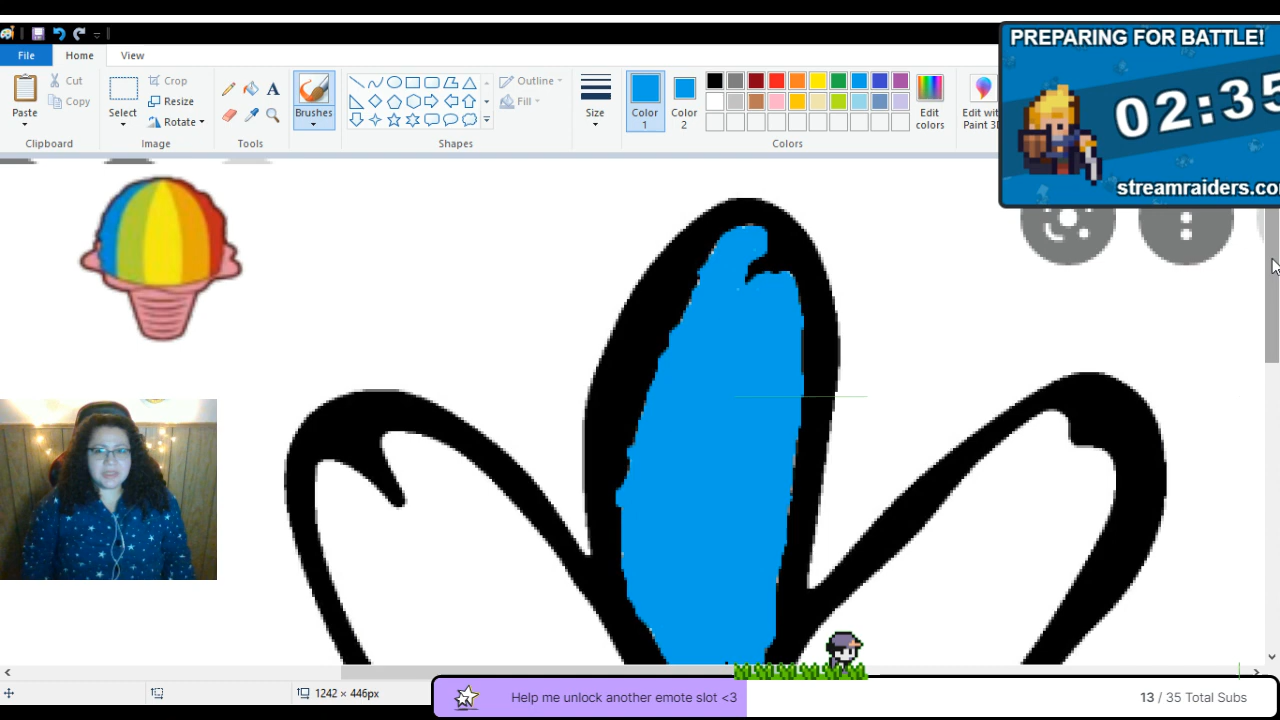 PREPARING FOR BATTLE!
File
Home
View
Paste
Cut
Copy
Clipboard
Select
Crop
Resize
Rotate
Image
A
Tools
Brushes
Outline
Fill
Shapes
Size
Color 1
Color 2
Edit colors
Colors
Edit with
Paint 3D
02:35
streamraiders.co
1242 × 446px
Help me unlock another emote slot <3
13 / 35 Total Subs